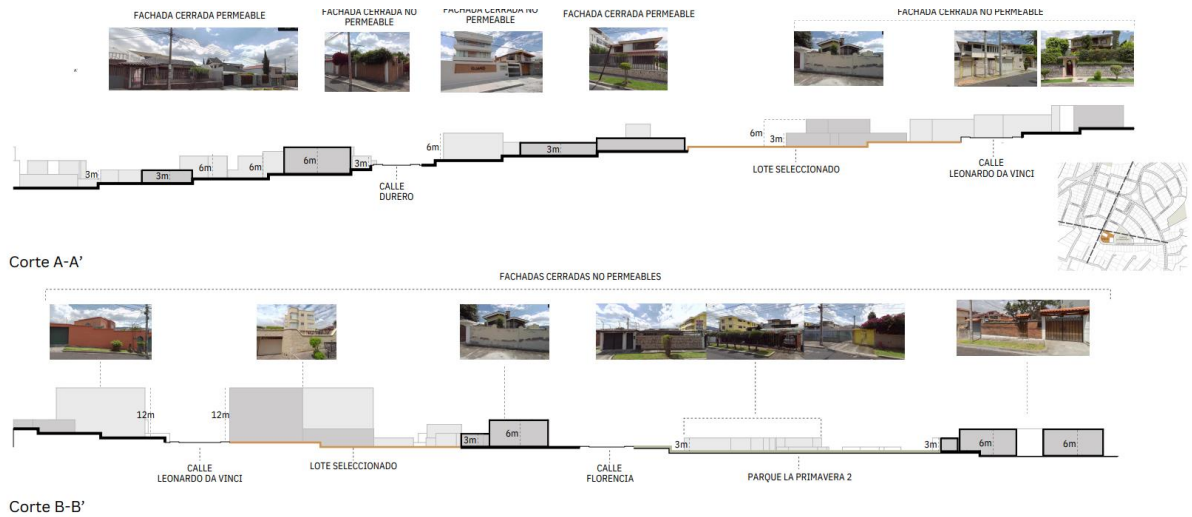 FACHADA CERRADA PERMEABLE
FACHADA CERRADA NO
PERMEABLE
FACHADA CERRADA NO
PERMEABLE
FACHADA CERRADA PERMEABLE
FACHADA CERRADA NO PERMEABLE
3m
3m
6m
6m
6m
3m
6m
3m
6m
3m
CALLE
DURERO
LOTE SELECCIONADO
CALLE
LEONARDO DA VINCI
Corte A-A'
FACHADAS CERRADAS NO PERMEABLES
12m
12m
3m
6m
3m
3m
6m
6m
CALLE
LEONARDO DA VINCI
LOTE SELECCIONADO
CALLE
FLORENCIA
PARQUE LA PRIMAVERA 2
Corte B-B'